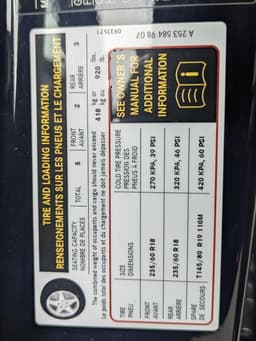 A 253 584 98 07
TIRE AND LOADING INFORMATION
RENSEIGNEMENTS SUR LES PNEUS ET LE CHARGEMENT
SEATING CAPACITY TOTAL 5 FRONT 2 REAR 3
NOMBRE DE PLACES AVANT ARRIÈRE
The combined weight of occupants and cargo should never exceed 418 kg or 920 lbs.
Le poids total des occupants et du chargement ne doit jamais dépasser kg ou lb.
TIRE SIZE COLD TIRE PRESSURE
PNEU DIMENSIONS PRESSION DES PNEUS À FROID
FRONT 235/60 R18 270 KPA, 39 PSI
AVANT
REAR 235/60 R18 320 KPA, 46 PSI
ARRIÈRE
SPARE T145/80 R19 110M 420 KPA, 60 PSI
DE SECOURS
SEE OWNER'S
MANUAL FOR
ADDITIONAL
INFORMATION